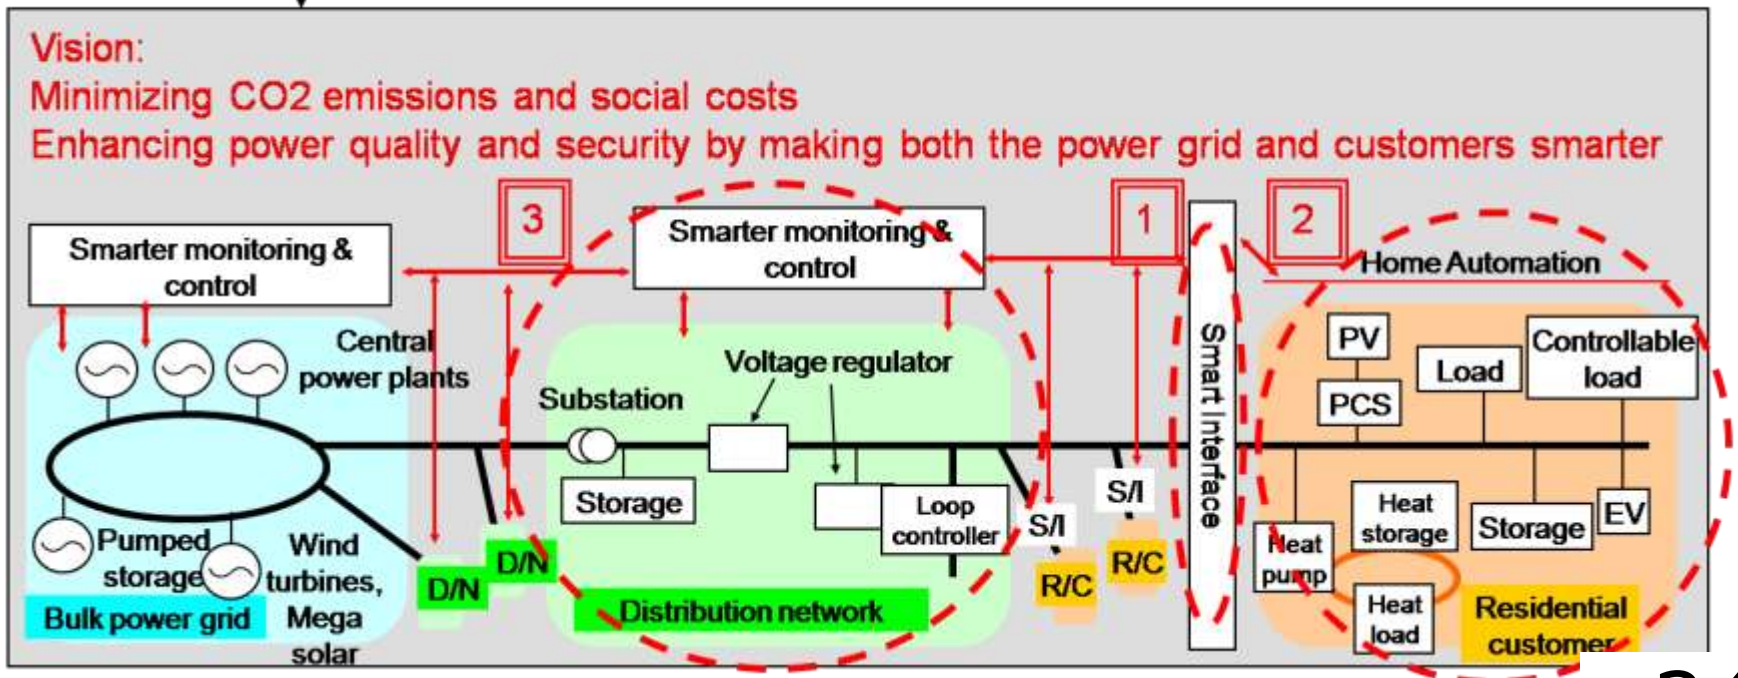 Vision:
Minimizing CO2 emissions and social costs
Enhancing power quality and security by making both the power grid and customers smarter
3
1
2
Smarter monitoring &
control
Smarter monitoring &
control
Home Automation
Central
power plants
Substation
Voltage regulator
Storage
Loop
controller
S/I
S/I
Smart Interface
PV
PCS
Load
Controllable
load
Heat
storage
Storage
EV
Heat
pump
Heat
load
Pumped
storage
Wind
turbines,
Mega
solar
D/N
D/N
R/C
R/C
Bulk power grid
Distribution network
Residential
customer